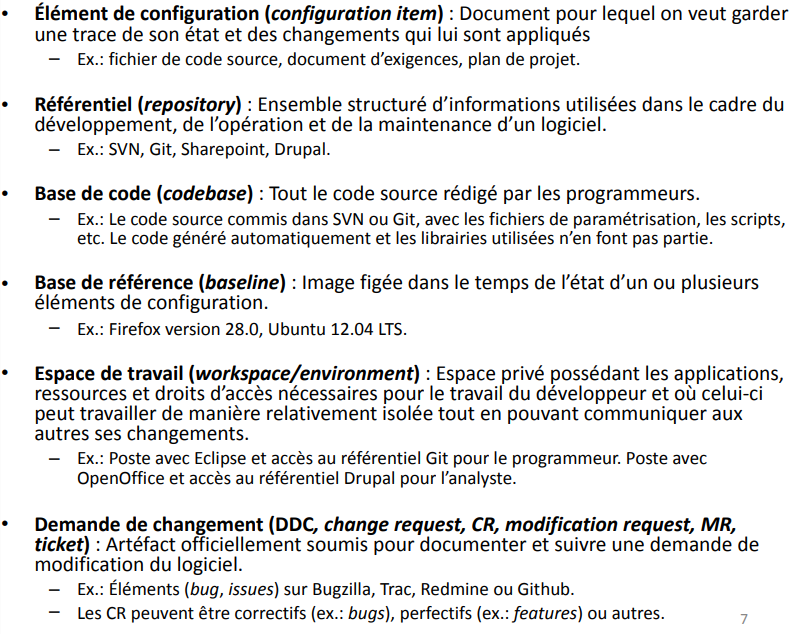 • Élément de configuration (configuration item) : Document pour lequel on veut garder
une trace de son état et des changements qui lui sont appliqués
– Ex.: fichier de code source, document d’exigences, plan de projet.
• Référentiel (repository) : Ensemble structuré d’informations utilisées dans le cadre du
développement, de l’opération et de la maintenance d’un logiciel.
– Ex.: SVN, Git, Sharepoint, Drupal.
• Base de code (codebase) : Tout le code source rédigé par les programmeurs.
– Ex.: Le code source commis dans SVN ou Git, avec les fichiers de paramétrisation, les scripts,
etc. Le code généré automatiquement et les librairies utilisées n’en font pas partie.
• Base de référence (baseline) : Image figée dans le temps de l’état d’un ou plusieurs
éléments de configuration.
– Ex.: Firefox version 28.0, Ubuntu 12.04 LTS.
• Espace de travail (workspace/environment) : Espace privé possédant les applications,
ressources et droits d’accès nécessaires pour le travail du développeur et où celui-ci
peut travailler de manière relativement isolée tout en pouvant communiquer aux
autres ses changements.
– Ex.: Poste avec Eclipse et accès au référentiel Git pour le programmeur. Poste avec
OpenOffice et accès au référentiel Drupal pour l’analyste.
• Demande de changement (DDC, change request, CR, modification request, MR,
ticket) : Artéfact officiellement soumis pour documenter et suivre une demande de
modification du logiciel.
– Ex.: Éléments (bug, issues) sur Bugzilla, Trac, Redmine ou Github.
– Les CR peuvent être correctifs (ex.: bugs), perfectifs (ex.: features) ou autres.
7